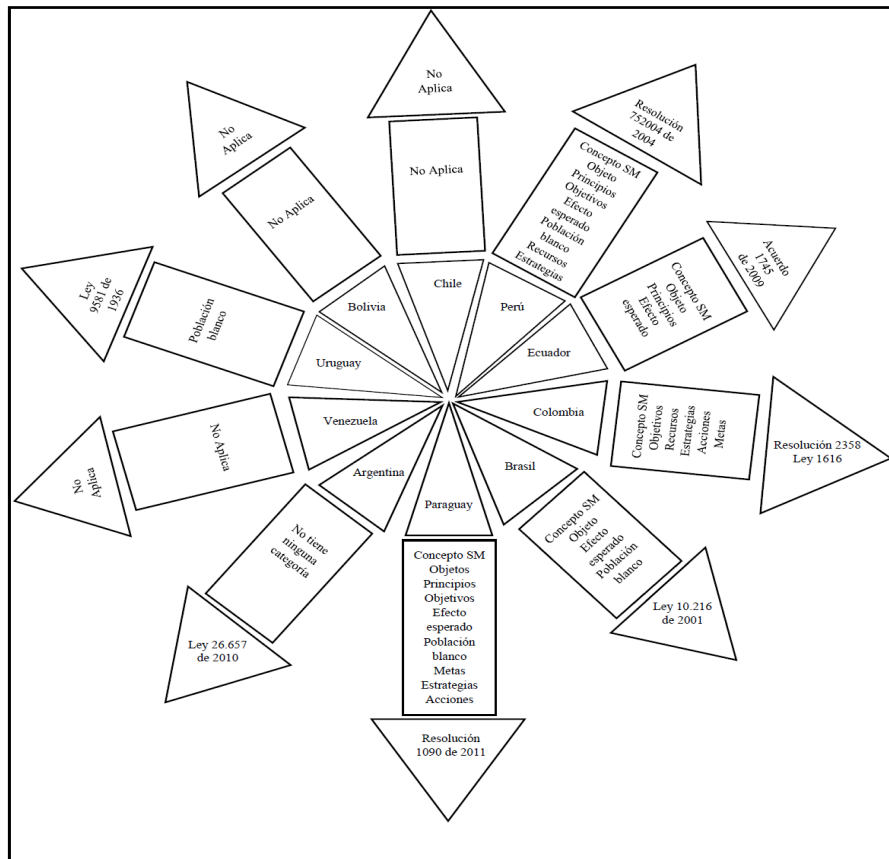 No
Aplica
No Aplica
Chile
Resolución
752004 de
2004
Concepto SM
Objeto
Principios
Objetivos
Efecto
esperado
Población
blanco
Recursos
Estrategias
Perú
Acuerdo
1745
de 2009
Concepto SM
Objeto
Principios
Efecto
esperado
Ecuador
Resolución 2358
Ley 1616
Concepto SM
Objetivos
Recursos
Estrategias
Acciones
Metas
Colombia
Ley 10.216
de 2001
Concepto SM
Objeto
Efecto
esperado
Población
blanco
Brasil
Paraguay
Concepto SM
Objetos
Principios
Objetivos
Efecto
esperado
Población
blanco
Metas
Estrategias
Acciones
Resolución
1090 de 2011
Argentina
No tiene
ninguna
categoría
Ley 26.657
de 2010
Venezuela
No Aplica
No
Aplica
Uruguay
Población
blanco
Ley
9581 de
1936
Bolivia
No Aplica
No
Aplica